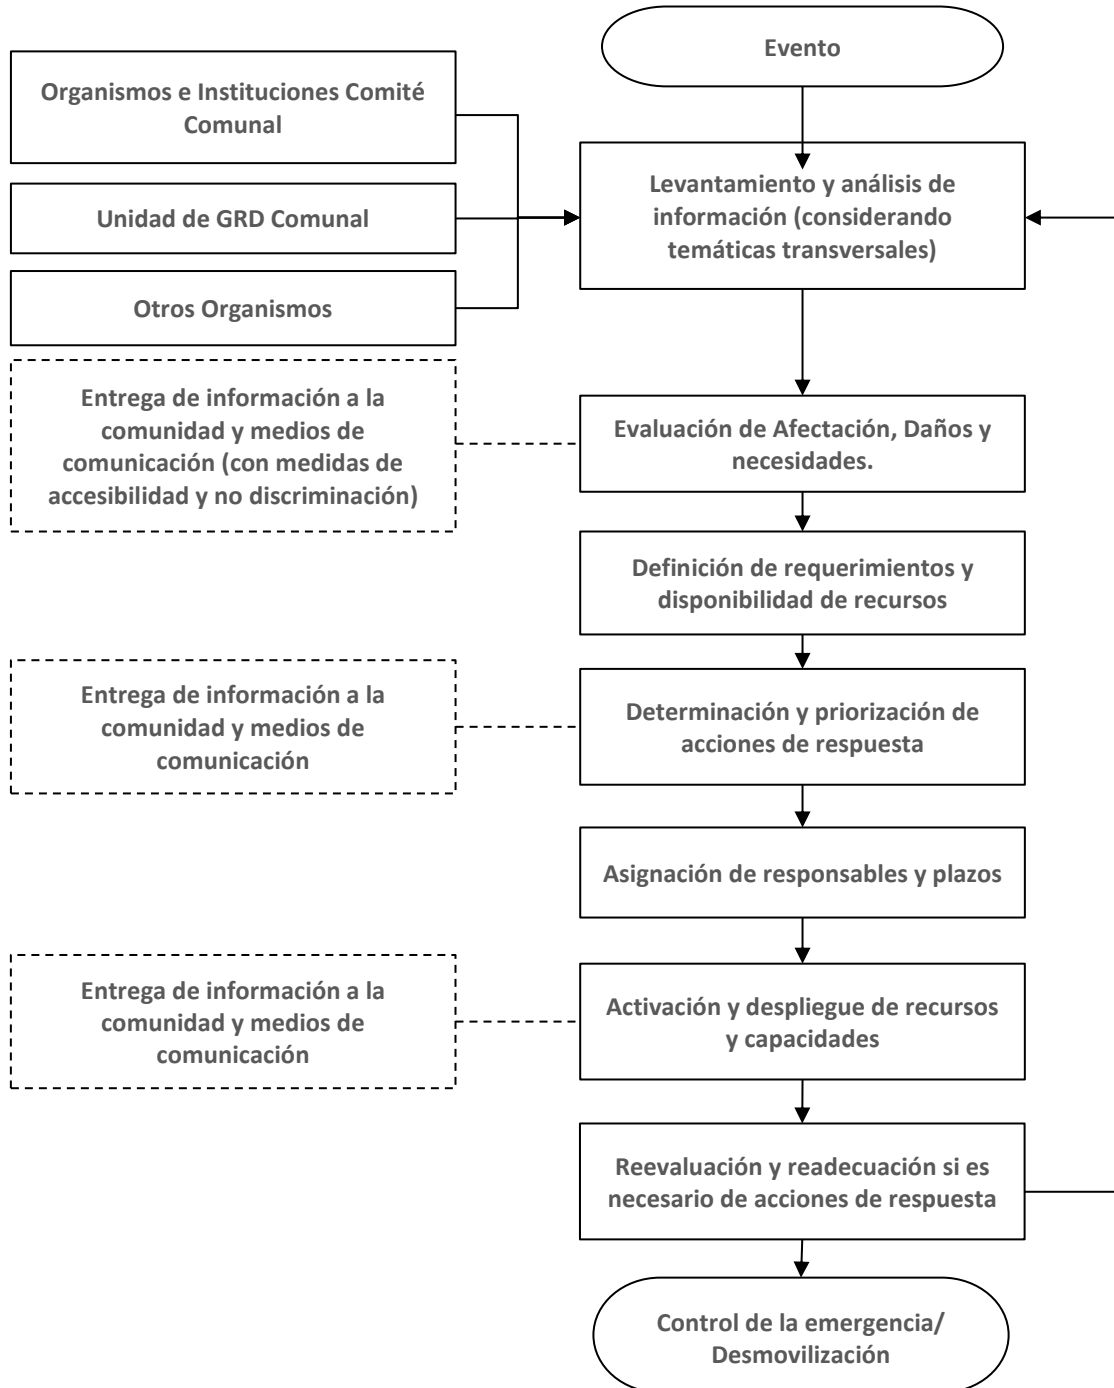 Evento
Organismos e Instituciones Comité
Comunal
Levantamiento y análisis de
información (considerando
temáticas transversales)
Unidad de GRD Comunal
Otros Organismos
Entrega de información a la
comunidad y medios de
comunicación (con medidas de
accesibilidad y no discriminación)
Evaluación de Afectación, Daños y
necesidades.
Definición de requerimientos y
disponibilidad de recursos
Entrega de información a la
comunidad y medios de
comunicación
Determinación y priorización de
acciones de respuesta
Asignación de responsables y plazos
Entrega de información a la
comunidad y medios de
comunicación
Activación y despliegue de recursos
y capacidades
Reevaluación y readecuación si es
necesario de acciones de respuesta
Control de la emergencia/
Desmovilización